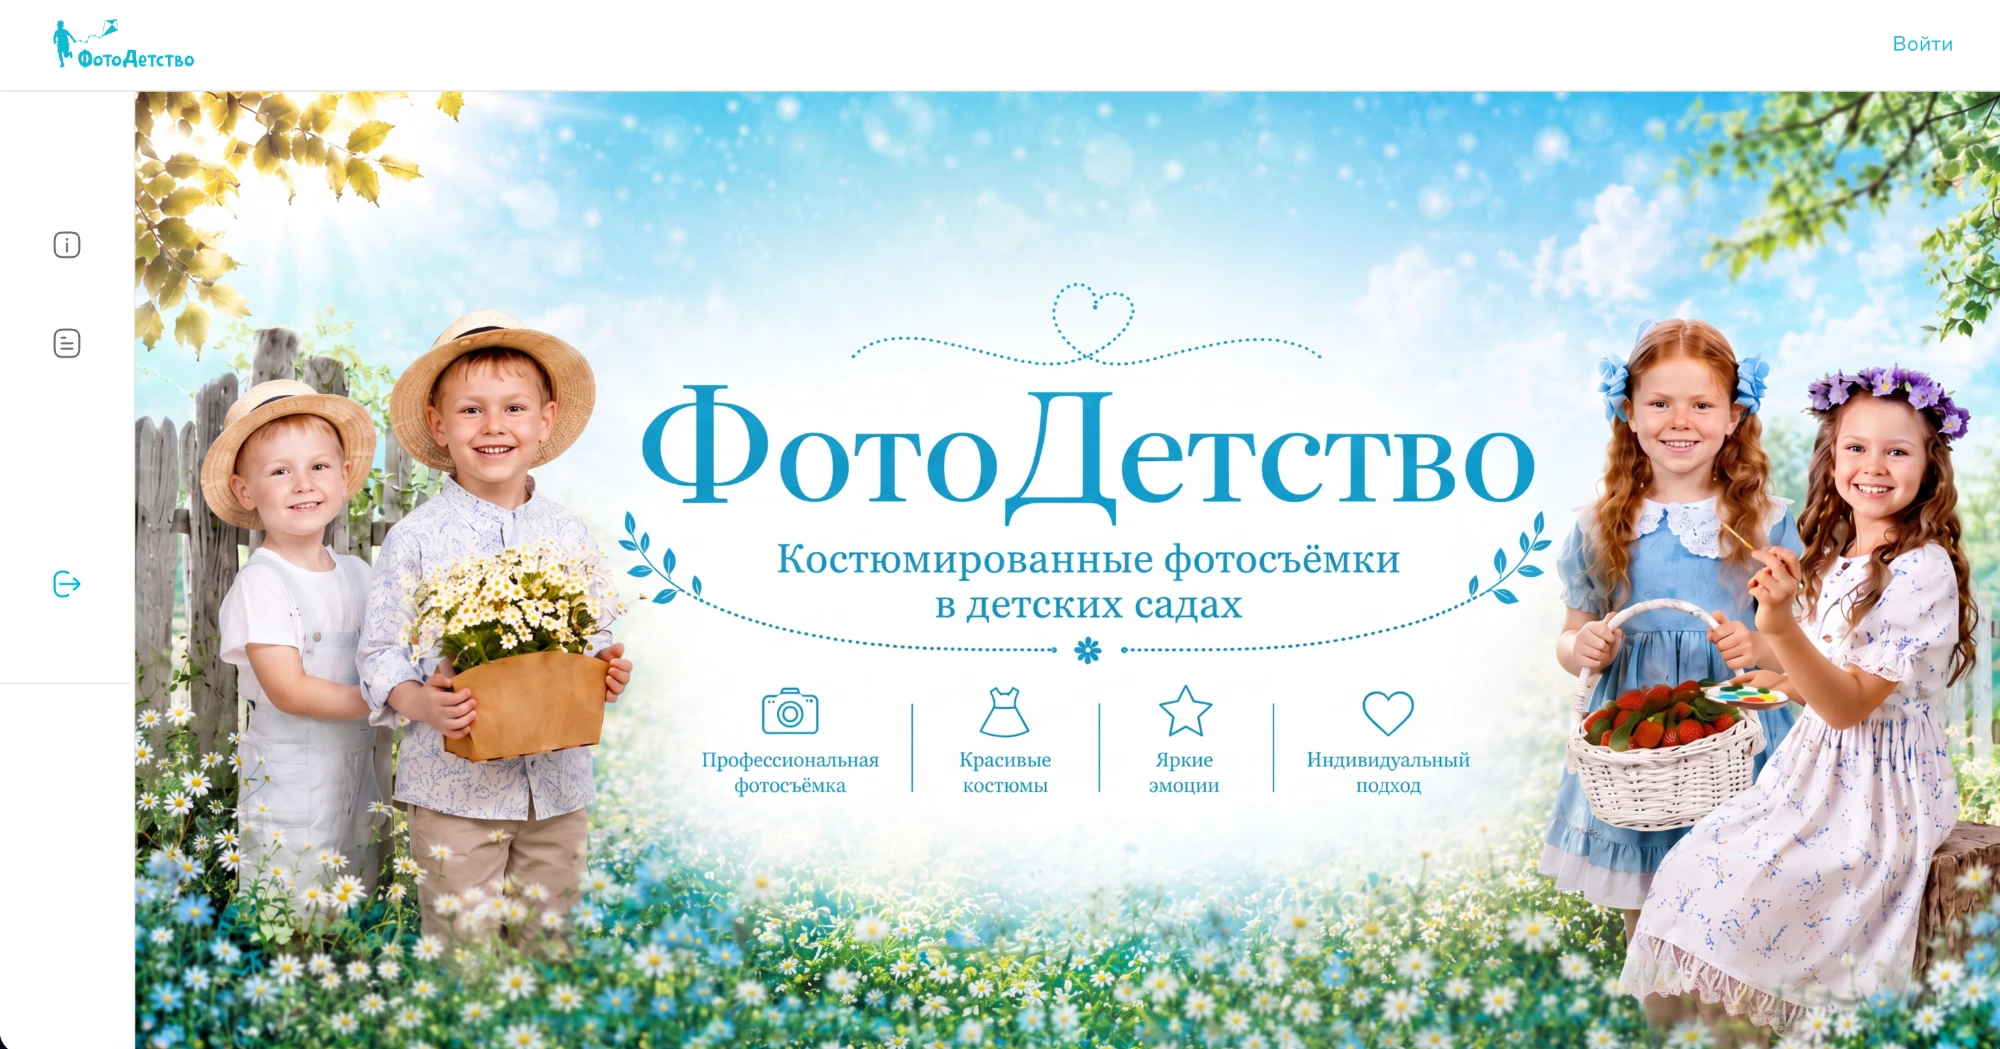 ФотоДетство
Войти
ФотоДетство
Костюмированные фотосъёмки
в детских садах
Профессиональная
фотосъёмка
Красивые
костюмы
Яркие
эмоции
Индивидуальный
подход